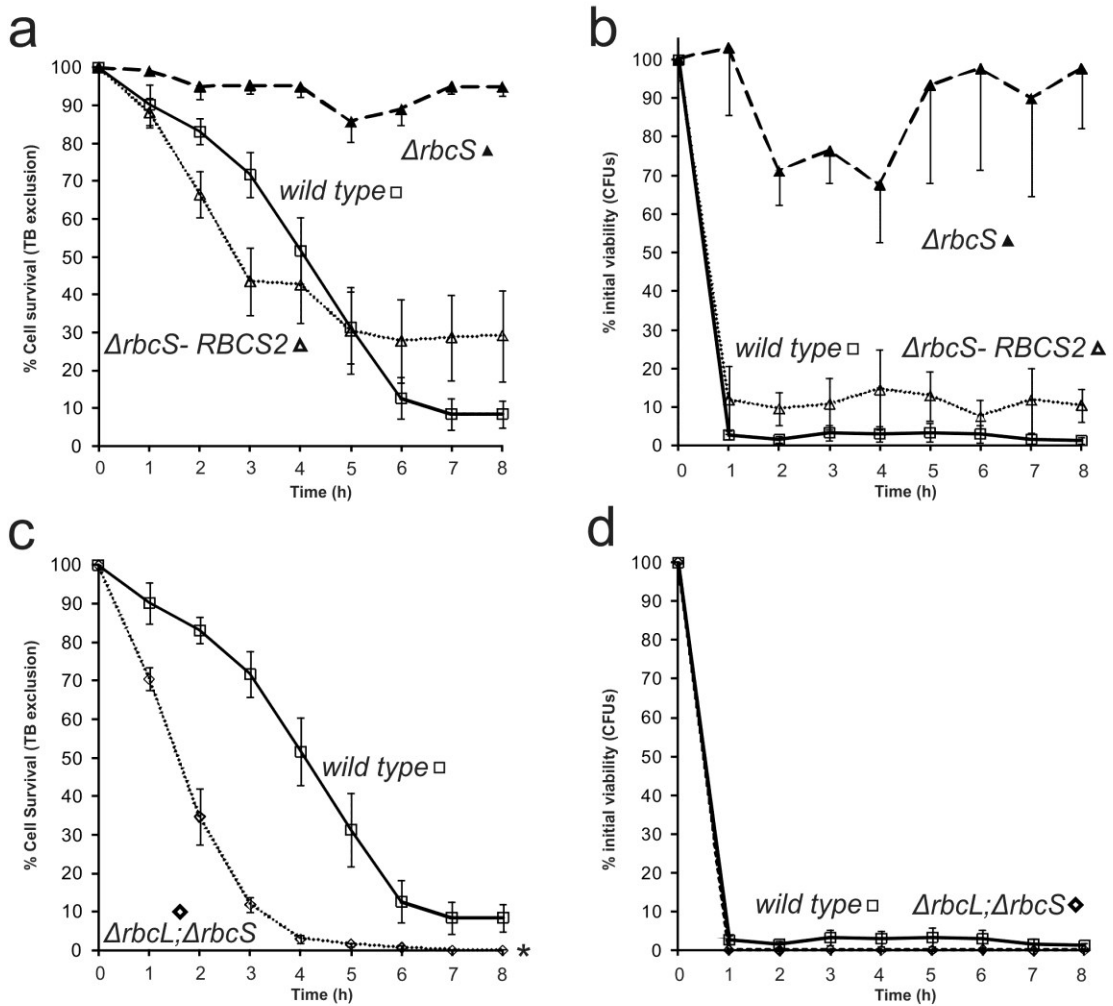 a
100
90
80
70
60
50
40
30
20
10
0
% Cell survival (TB exclusion)
ΔrbcS ▲
wild type □
ΔrbcS- RBCS2 △
0 1 2 3 4 5 6 7 8
Time (h)
b
100
90
80
70
60
50
40
30
20
10
0
% initial viability (CFUs)
ΔrbcS ▲
wild type □ ΔrbcS- RBCS2 △
0 1 2 3 4 5 6 7 8
Time (h)
c
100
90
80
70
60
50
40
30
20
10
0
% Cell Survival (TB exclusion)
wild type □
ΔrbcL;ΔrbcS
*
0 1 2 3 4 5 6 7 8
Time (h)
d
100
90
80
70
60
50
40
30
20
10
0
% initial viability (CFUs)
wild type □ ΔrbcL;ΔrbcS ◇
0 1 2 3 4 5 6 7 8
Time (h)